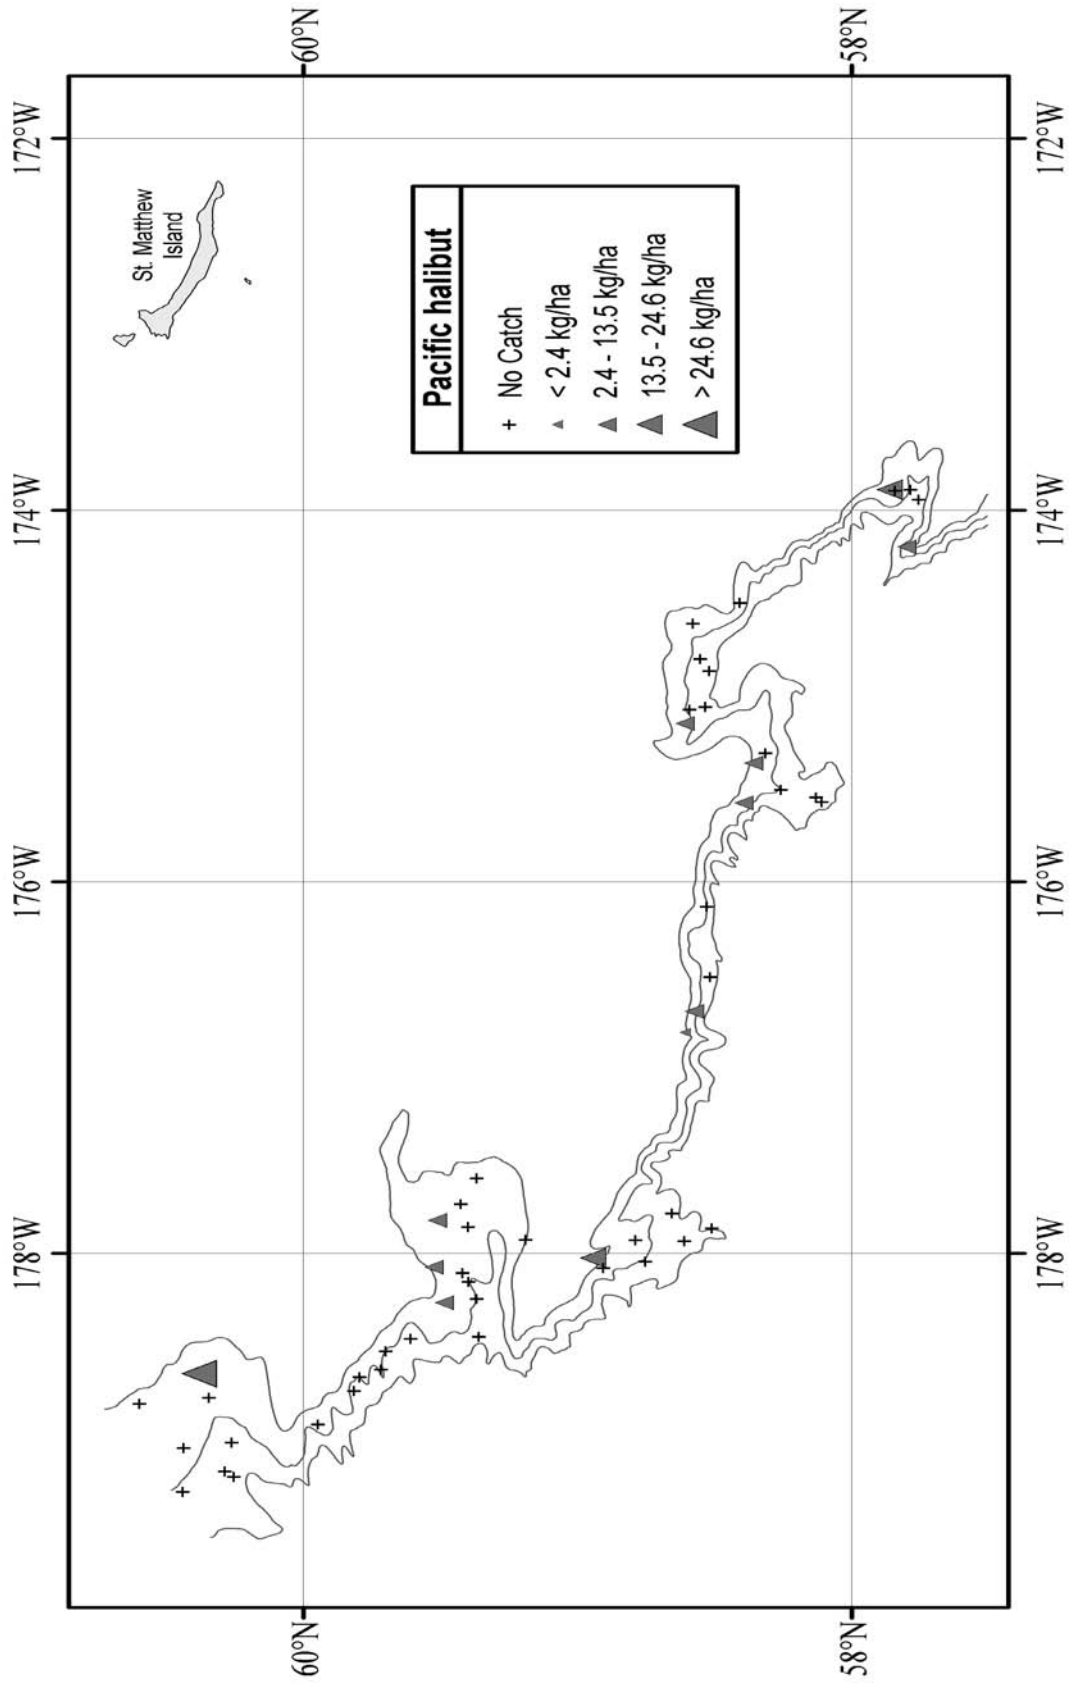 178°W
176°W
174°W
172°W
60°N
60°N
St. Matthew
Island
Pacific halibut
No Catch
< 2.4 kg/ha
2.4 - 13.5 kg/ha
13.5 - 24.6 kg/ha
> 24.6 kg/ha
58°N
58°N
178°W
176°W
174°W
172°W